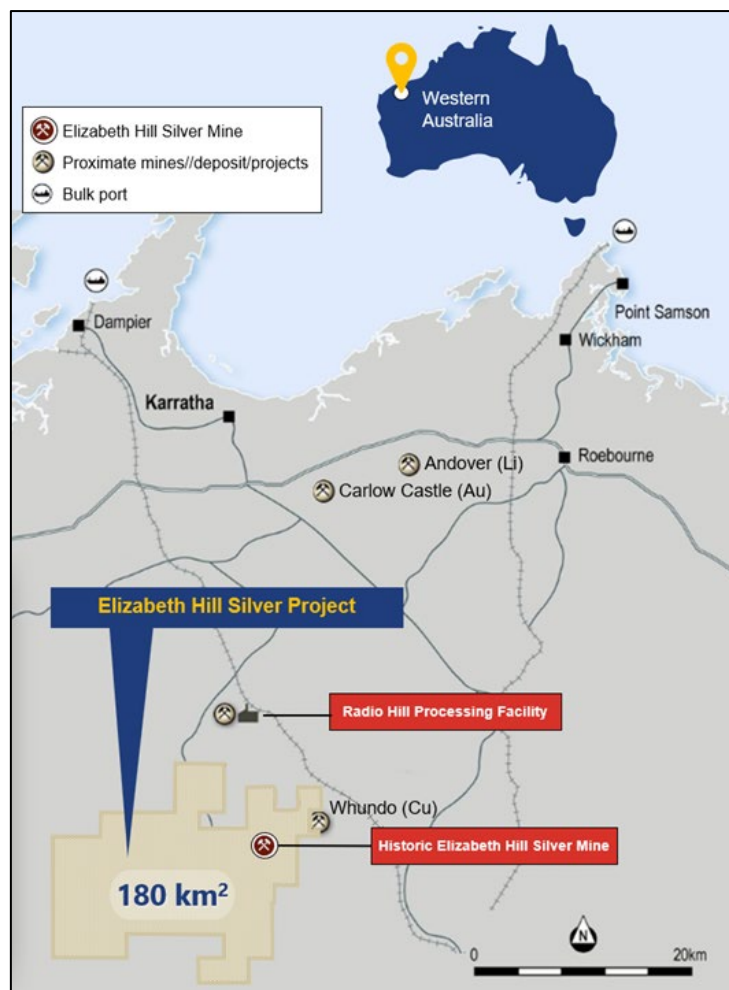 Western
Australia
Elizabeth Hill Silver Mine
Proximate mines//deposit/projects
Bulk port
Dampier
Point Samson
Wickham
Karratha
Roebourne
Andover (Li)
Carlow Castle (Au)
Elizabeth Hill Silver Project
Radio Hill Processing Facility
Whundo (Cu)
Historic Elizabeth Hill Silver Mine
180 km²
N
0 20km